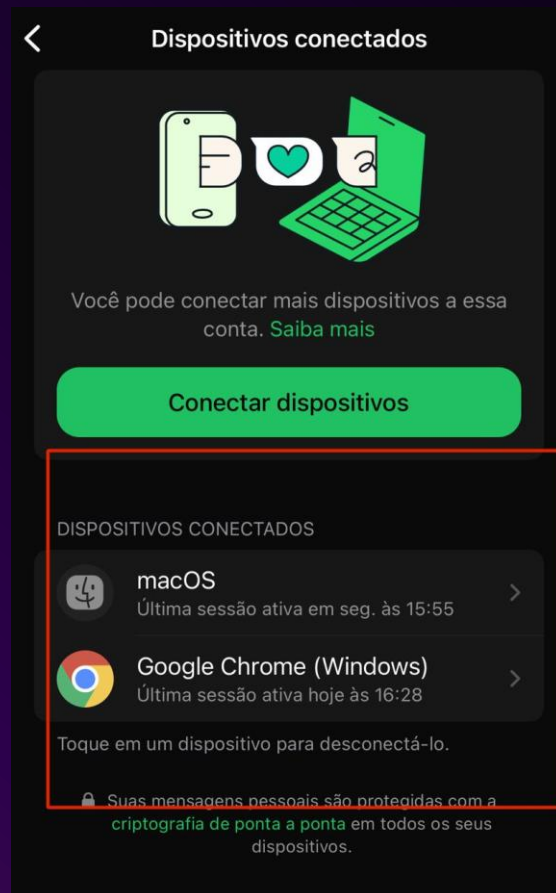 Dispositivos conectados
Você pode conectar mais dispositivos a essa
conta. Saiba mais
Conectar dispositivos
DISPOSITIVOS CONECTADOS
macOS
Última sessão ativa em seg. às 15:55
Google Chrome (Windows)
Última sessão ativa hoje às 16:28
Toque em um dispositivo para desconectá-lo.
Suas mensagens pessoais são protegidas com a
criptografia de ponta a ponta em todos os seus
dispositivos.